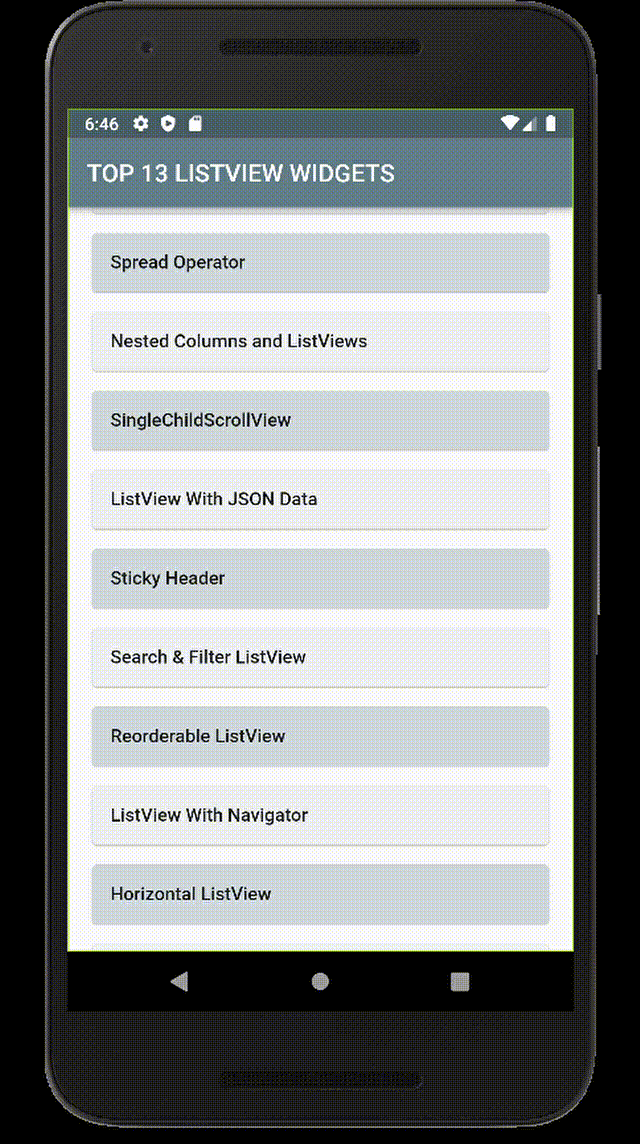 6:46
TOP 13 LISTVIEW WIDGETS
Spread Operator
Nested Columns and ListViews
SingleChildScrollView
ListView With JSON Data
Sticky Header
Search & Filter ListView
Reorderable ListView
ListView With Navigator
Horizontal ListView